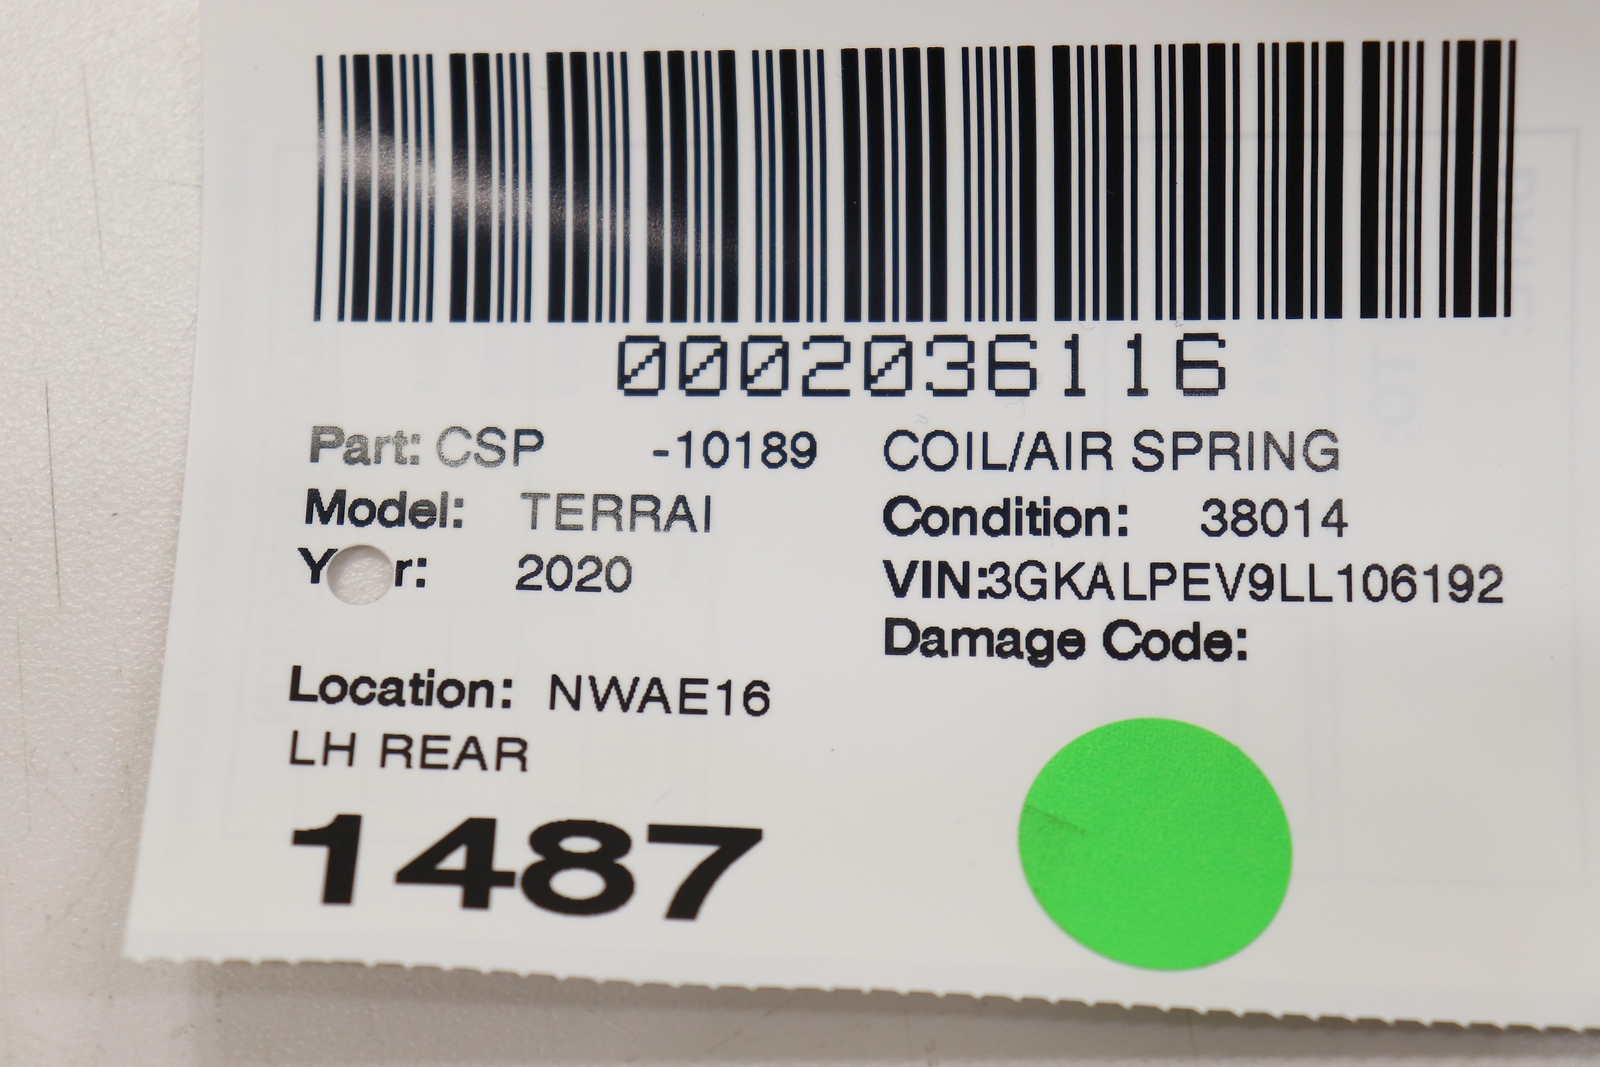 0002036116
Part: CSP -10189 COIL/AIR SPRING
Model: TERRAI Condition: 38014
Y r: 2020 VIN:3GKALPEV9LL106192
Damage Code:
Location: NWAE16
LH REAR
1487